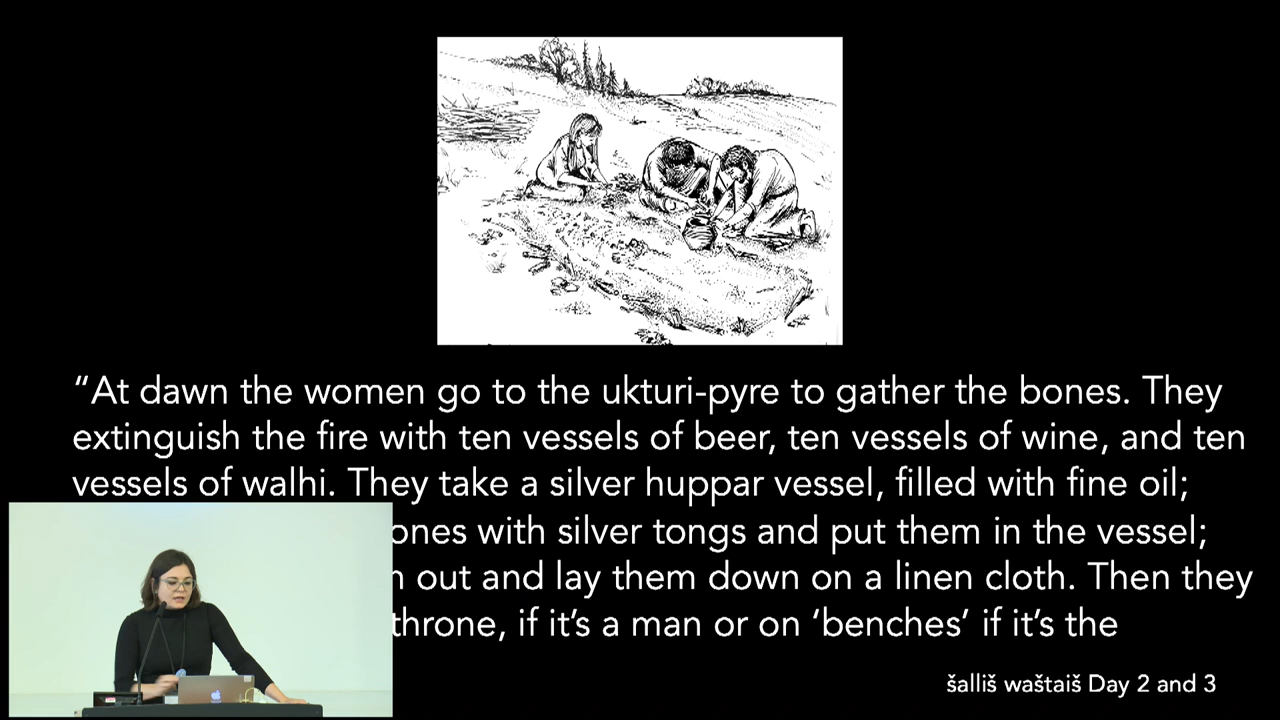 “At dawn the women go to the ukturi-pyre to gather the bones. They
extinguish the fire with ten vessels of beer, ten vessels of wine, and ten
vessels of walhi. They take a silver huppar vessel, filled with fine oil;
with silver tongs and put them in the vessel;
out and lay them down on a linen cloth. Then they
throne, if it’s a man or on ‘benches’ if it’s the
šalliš waštaiš Day 2 and 3